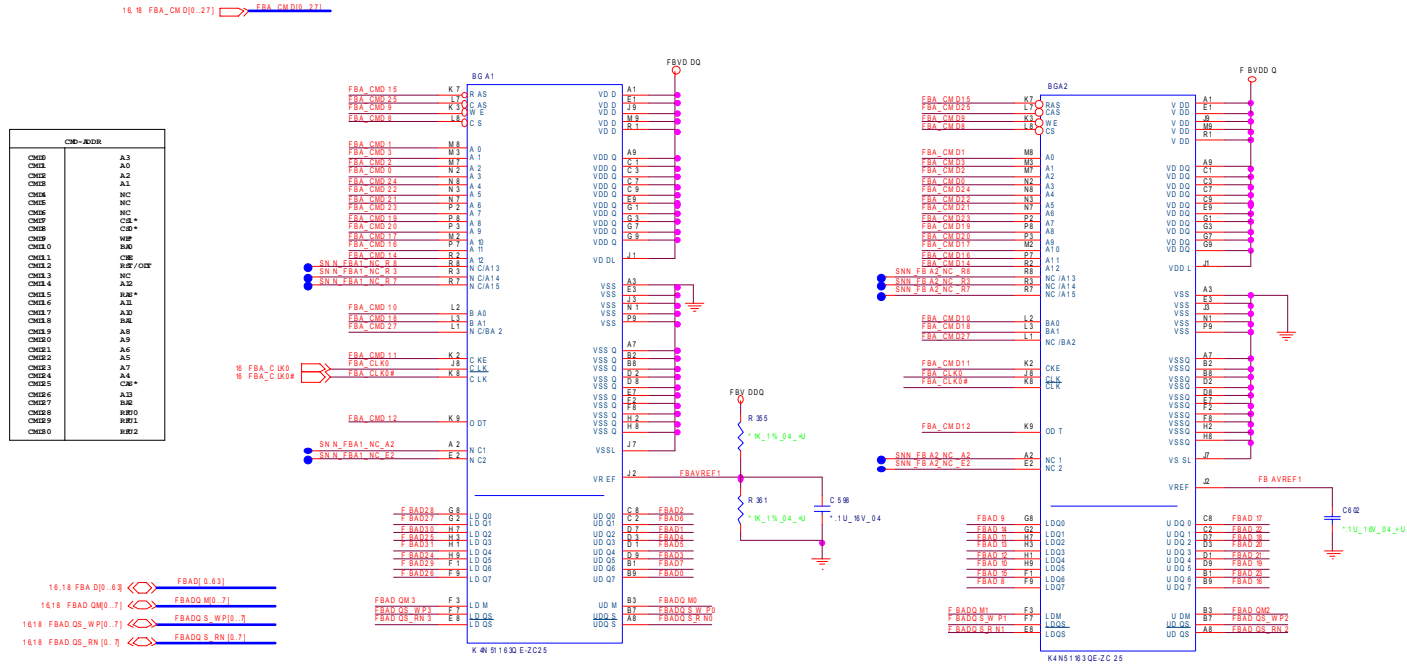 16,18 FBA_CMD[0..27] FBA_CMD[0..27]
CMD-ADDR
CMD0 A3
CMD1 A0
CMD2 A2
CMD3 A1
CMD4 NC
CMD5 NC
CMD6 NC
CMD7 CS1*
CMD8 CS0*
CMD9 WE*
CMD10 BA0
CMD11 CKE
CMD12 RST/ODT
CMD13 NC
CMD14 A12
CMD15 RAS*
CMD16 A11
CMD17 A10
CMD18 BA1
CMD19 A8
CMD20 A9
CMD21 A6
CMD22 A5
CMD23 A7
CMD24 A4
CMD25 CAS*
CMD26 A13
CMD27 BA2
CMD28 RFU0
CMD29 RFU1
CMD30 RFU2
16,18 FBAD[0..63] FBAD[0..63]
16,18 FBADQM[0..7] FBADQM[0..7]
16,18 FBADQS_WP[0..7] FBADQS_WP[0..7]
16,18 FBADQS_RN[0..7] FBADQS_RN[0..7]
BGA1
FBA_CMD15 K7 RAS
FBA_CMD25 L7 CAS
FBA_CMD9 K3 WE
FBA_CMD8 L8 CS
FBA_CMD1 M8 A0
FBA_CMD3 M3 A1
FBA_CMD2 M7 A2
FBA_CMD0 N2 A3
FBA_CMD24 N8 A4
FBA_CMD22 N3 A5
FBA_CMD21 N7 A6
FBA_CMD23 P2 A7
FBA_CMD19 P8 A8
FBA_CMD20 P3 A9
FBA_CMD17 M2 A10
FBA_CMD16 P7 A11
FBA_CMD14 R2 A12
SNN_FBA1_NC_R8 R8 NC/A13
SNN_FBA1_NC_R3 R3 NC/A14
SNN_FBA1_NC_R7 R7 NC/A15
FBA_CMD10 L2 BA0
FBA_CMD18 L3 BA1
FBA_CMD27 L1 NC/BA2
FBA_CMD11 K2 CKE
16 FBA_CLK0 FBA_CLK0 J8 CLK
16 FBA_CLK0# FBA_CLK0# K8 CLK
FBA_CMD12 K9 ODT
SNN_FBA1_NC_A2 A2 NC1
SNN_FBA1_NC_E2 E2 NC2
FBAD28 G8 LDQ0
FBAD27 G2 LDQ1
FBAD30 H7 LDQ2
FBAD25 H3 LDQ3
FBAD31 H1 LDQ4
FBAD24 H9 LDQ5
FBAD29 F1 LDQ6
FBAD26 F9 LDQ7
FBADQM3 F3 LDM
FBADQS_WP3 F7 LDQS
FBADQS_RN3 E8 LDQS
FBVDDQ
VDD A1
VDD E1
VDD J9
VDD M9
VDD R1
VDDQ A9
VDDQ C1
VDDQ C3
VDDQ C7
VDDQ C9
VDDQ E9
VDDQ G1
VDDQ G3
VDDQ G7
VDDQ G9
VDDL J1
VSS A3
VSS E3
VSS J3
VSS N1
VSS P9
VSSQ A7
VSSQ B2
VSSQ B8
VSSQ D2
VSSQ D8
VSSQ E7
VSSQ F2
VSSQ F8
VSSQ H2
VSSQ H8
VSSL J7
VREF J2 FBAVREF1
UDQ0 C8 FBAD2
UDQ1 C2 FBAD6
UDQ2 D7 FBAD1
UDQ3 D3 FBAD4
UDQ4 D1 FBAD5
UDQ5 D9 FBAD3
UDQ6 B1 FBAD7
UDQ7 B9 FBAD0
UDM B3 FBADQM0
UDQS B7 FBADQS_WP0
UDQS A8 FBADQS_RN0
K4N51163QE-ZC25
FBVDDQ
R355
*1K_1%_04_4U
R361
*1K_1%_04_4U
C598
*.1U_16V_04
BGA2
FBA_CMD15 K7 RAS
FBA_CMD25 L7 CAS
FBA_CMD9 K3 WE
FBA_CMD8 L8 CS
FBA_CMD1 M8 A0
FBA_CMD3 M3 A1
FBA_CMD2 M7 A2
FBA_CMD0 N2 A3
FBA_CMD24 N8 A4
FBA_CMD22 N3 A5
FBA_CMD21 N7 A6
FBA_CMD23 P2 A7
FBA_CMD19 P8 A8
FBA_CMD20 P3 A9
FBA_CMD17 M2 A10
FBA_CMD16 P7 A11
FBA_CMD14 R2 A12
SNN_FBA2_NC_R8 R8 NC/A13
SNN_FBA2_NC_R3 R3 NC/A14
SNN_FBA2_NC_R7 R7 NC/A15
FBA_CMD10 L2 BA0
FBA_CMD18 L3 BA1
FBA_CMD27 L1 NC/BA2
FBA_CMD11 K2 CKE
FBA_CLK0 J8 CLK
FBA_CLK0# K8 CLK
FBA_CMD12 K9 ODT
SNN_FBA2_NC_A2 A2 NC1
SNN_FBA2_NC_E2 E2 NC2
FBAD9 G8 LDQ0
FBAD14 G2 LDQ1
FBAD11 H7 LDQ2
FBAD13 H3 LDQ3
FBAD12 H1 LDQ4
FBAD10 H9 LDQ5
FBAD15 F1 LDQ6
FBAD8 F9 LDQ7
FBADQM1 F3 LDM
FBADQS_WP1 F7 LDQS
FBADQS_RN1 E8 LDQS
FBVDDQ
VDD A1
VDD E1
VDD J9
VDD M9
VDD R1
VDDQ A9
VDDQ C1
VDDQ C3
VDDQ C7
VDDQ C9
VDDQ E9
VDDQ G1
VDDQ G3
VDDQ G7
VDDQ G9
VDDL J1
VSS A3
VSS E3
VSS J3
VSS N1
VSS P9
VSSQ A7
VSSQ B2
VSSQ B8
VSSQ D2
VSSQ D8
VSSQ E7
VSSQ F2
VSSQ F8
VSSQ H2
VSSQ H8
VSSL J7
VREF J2 FBAVREF1
C602
*.1U_16V_04_4U
UDQ0 C8 FBAD17
UDQ1 C2 FBAD22
UDQ2 D7 FBAD18
UDQ3 D3 FBAD20
UDQ4 D1 FBAD21
UDQ5 D9 FBAD19
UDQ6 B1 FBAD23
UDQ7 B9 FBAD16
UDM B3 FBADQM2
UDQS B7 FBADQS_WP2
UDQS A8 FBADQS_RN2
K4N51163QE-ZC25